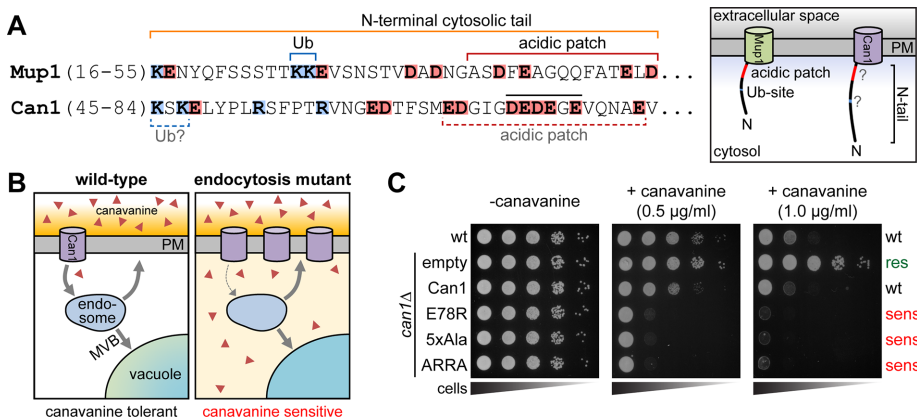 A
N-terminal cytosolic tail
Ub
acidic patch
Mup1 (16-55) KENYQFSSSTTKKEVSNSTVDADNGASDFEAGQQFATELD...
Can1 (45-84) KSKELYPLRSFPTRVNGEDTFSMEDGIGDEDEGEVQNAEV...
Ub?
acidic patch
extracellular space
Mup1
Can1
PM
acidic patch
?
Ub-site
?
N-tail
N
N
cytosol
B
wild-type
endocytosis mutant
canavanine
Can1
PM
endo-
some
MVB
vacuole
canavanine tolerant
canavanine sensitive
C
-canavanine
+ canavanine
(0.5 µg/ml)
+ canavanine
(1.0 µg/ml)
wt
wt
empty
res
Can1
wt
E78R
sens
5xAla
sens
ARRA
sens
can1Δ
cells